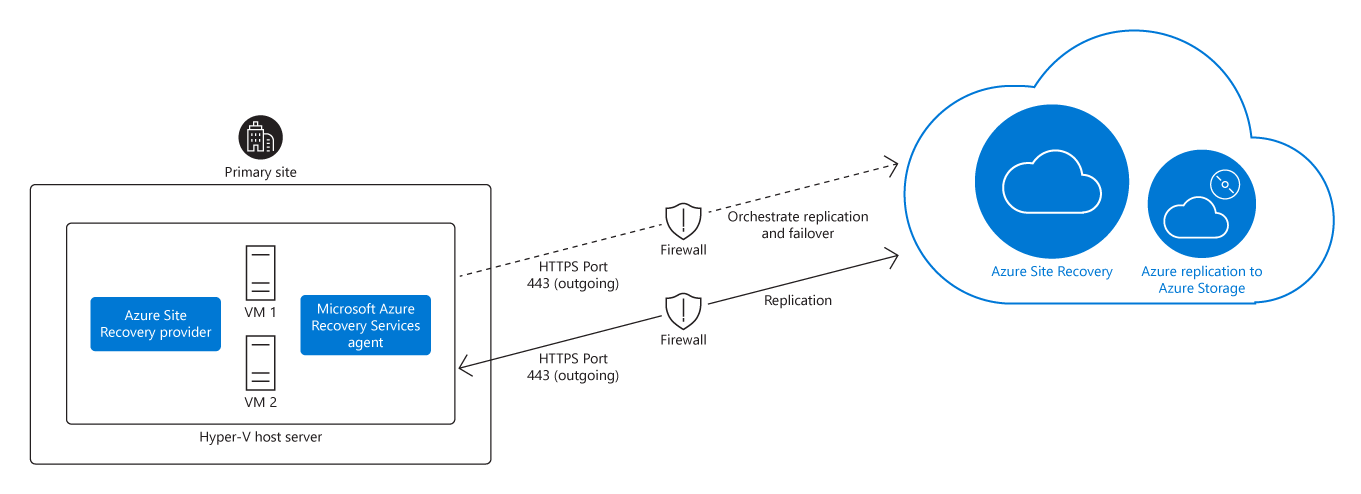 Primary site
Azure Site
Recovery provider
VM 1
VM 2
Microsoft Azure
Recovery Services
agent
Hyper-V host server
HTTPS Port
443 (outgoing)
Firewall
Orchestrate replication
and failover
HTTPS Port
443 (outgoing)
Firewall
Replication
Azure Site Recovery
Azure replication to
Azure Storage